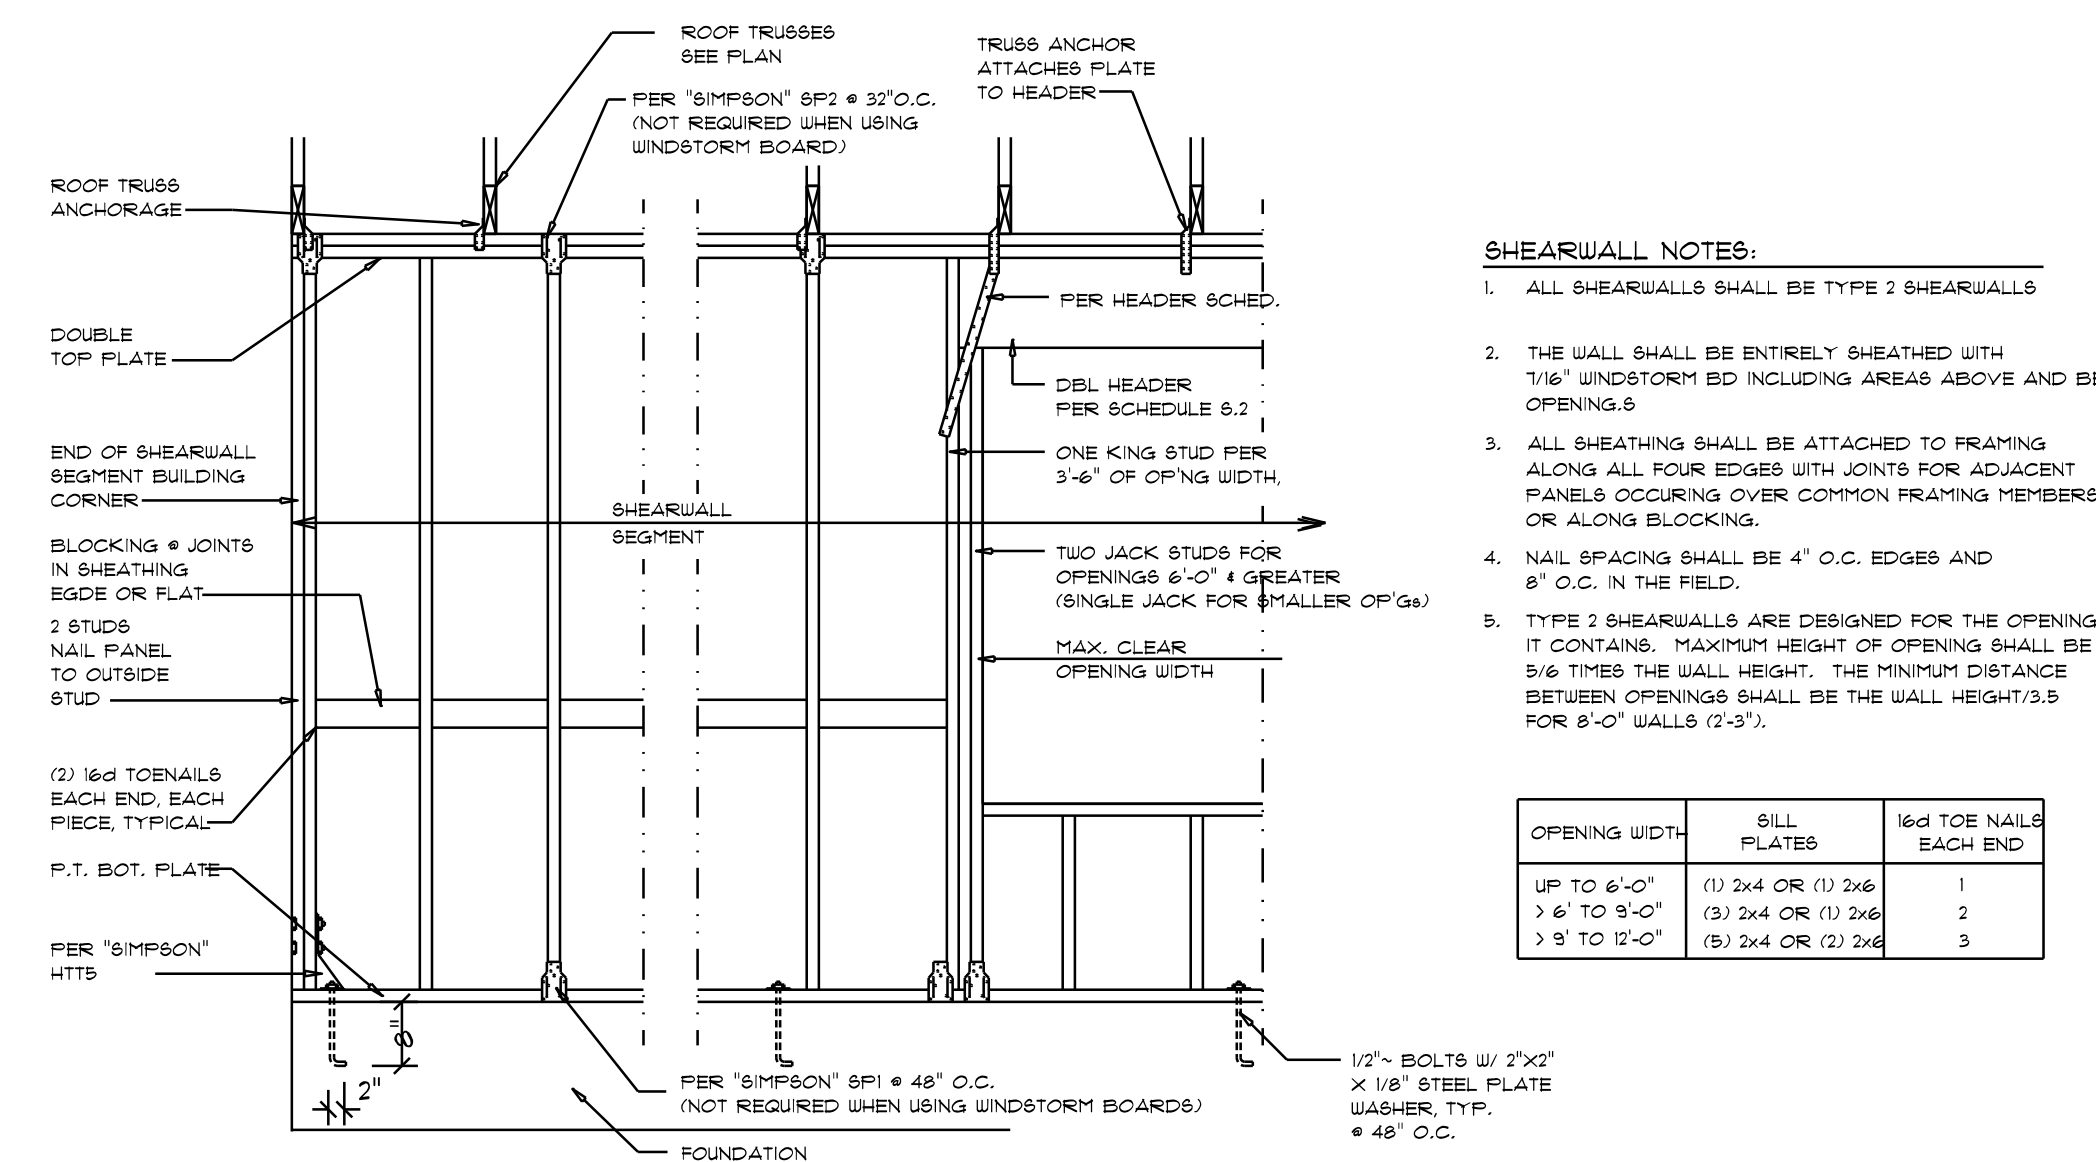 ROOF TRUSSES
SEE PLAN
TRUSS ANCHOR
ATTACHES PLATE
TO HEADER
PER "SIMPSON" SP2 @ 32"O.C.
(NOT REQUIRED WHEN USING
WINDSTORM BOARD)
ROOF TRUSS
ANCHORAGE
DOUBLE
TOP PLATE
END OF SHEARWALL
SEGMENT BUILDING
CORNER
BLOCKING @ JOINTS
IN SHEATHING
EGDE OR FLAT
2 STUDS
NAIL PANEL
TO OUTSIDE
STUD
(2) 16d TOENAILS
EACH END, EACH
PIECE, TYPICAL
P.T. BOT. PLATE
PER "SIMPSON"
HTT5
8"
2"
SHEARWALL
SEGMENT
PER HEADER SCHED.
DBL HEADER
PER SCHEDULE S.2
ONE KING STUD PER
3'-6" OF OP'NG WIDTH,
TWO JACK STUDS FOR
OPENINGS 6'-0" & GREATER
(SINGLE JACK FOR SMALLER OP'Gs)
MAX. CLEAR
OPENING WIDTH
PER "SIMPSON" SP1 @ 48" O.C.
(NOT REQUIRED WHEN USING WINDSTORM BOARDS)
FOUNDATION
1/2"~ BOLTS W/ 2"X2"
X 1/8" STEEL PLATE
WASHER, TYP.
@ 48" O.C.
SHEARWALL NOTES:
1. ALL SHEARWALLS SHALL BE TYPE 2 SHEARWALLS
2. THE WALL SHALL BE ENTIRELY SHEATHED WITH
7/16" WINDSTORM BD INCLUDING AREAS ABOVE AND BE
OPENING.S
3. ALL SHEATHING SHALL BE ATTACHED TO FRAMING
ALONG ALL FOUR EDGES WITH JOINTS FOR ADJACENT
PANELS OCCURING OVER COMMON FRAMING MEMBERS
OR ALONG BLOCKING.
4. NAIL SPACING SHALL BE 4" O.C. EDGES AND
8" O.C. IN THE FIELD.
5. TYPE 2 SHEARWALLS ARE DESIGNED FOR THE OPENING
IT CONTAINS. MAXIMUM HEIGHT OF OPENING SHALL BE
5/6 TIMES THE WALL HEIGHT. THE MINIMUM DISTANCE
BETWEEN OPENINGS SHALL BE THE WALL HEIGHT/3.5
FOR 8'-0" WALLS (2'-3").
OPENING WIDTH SILL PLATES 16d TOE NAILS EACH END
UP TO 6'-0" (1) 2x4 OR (1) 2x6 1
> 6' TO 9'-0" (3) 2x4 OR (1) 2x6 2
> 9' TO 12'-0" (5) 2x4 OR (2) 2x6 3